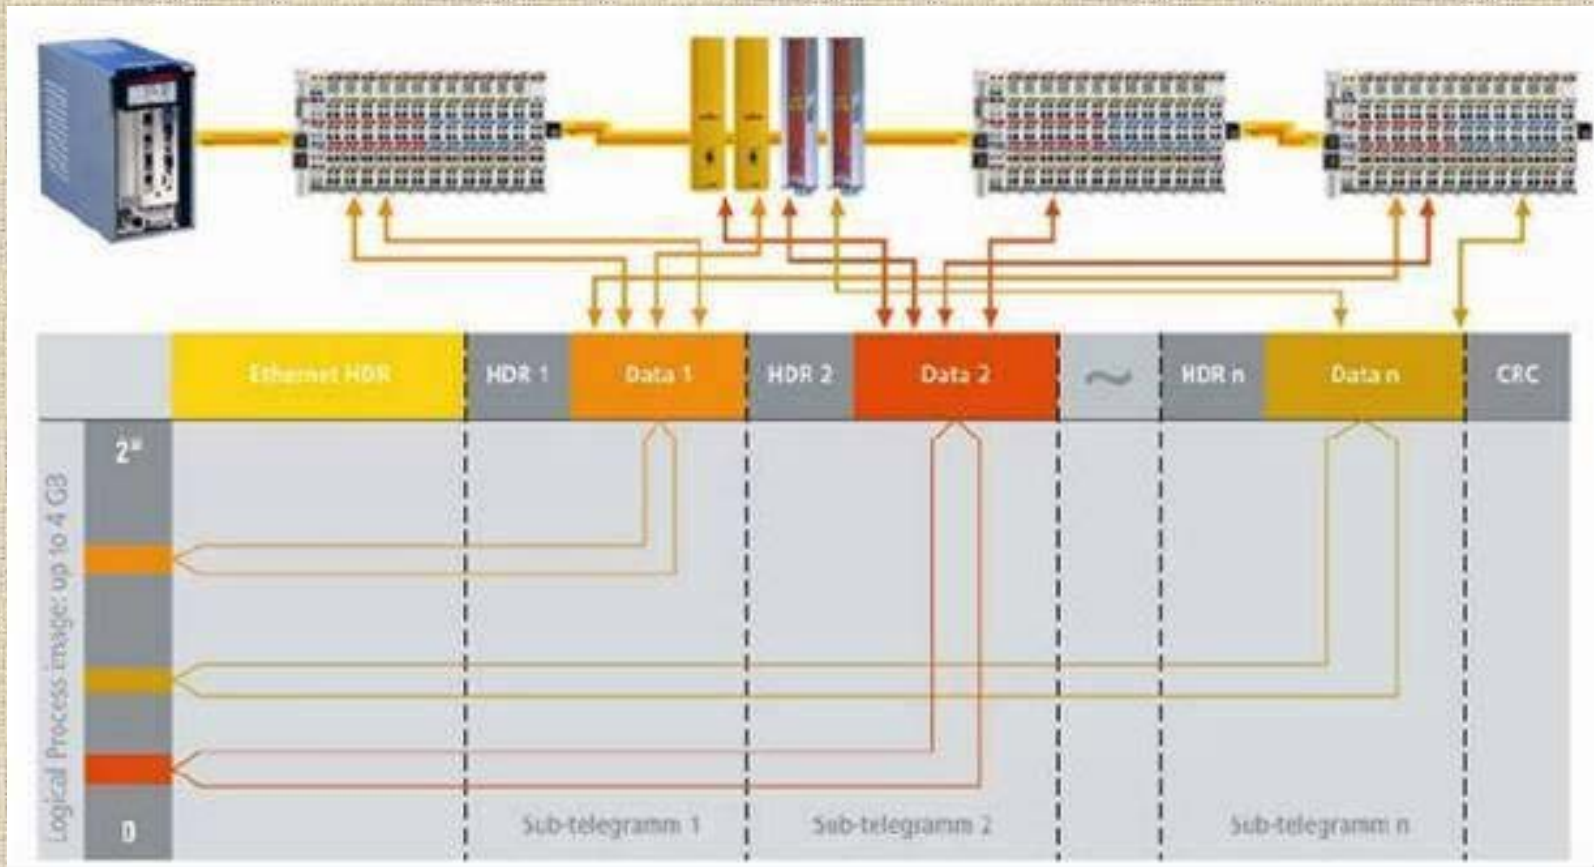 Ethernet HDR
HDR 1
Data 1
HDR 2
Data 2
~
HDR n
Data n
CRC
Logical Process image: up to 4 GB
0
Sub-telegramm 1
Sub-telegramm 2
Sub-telegramm n